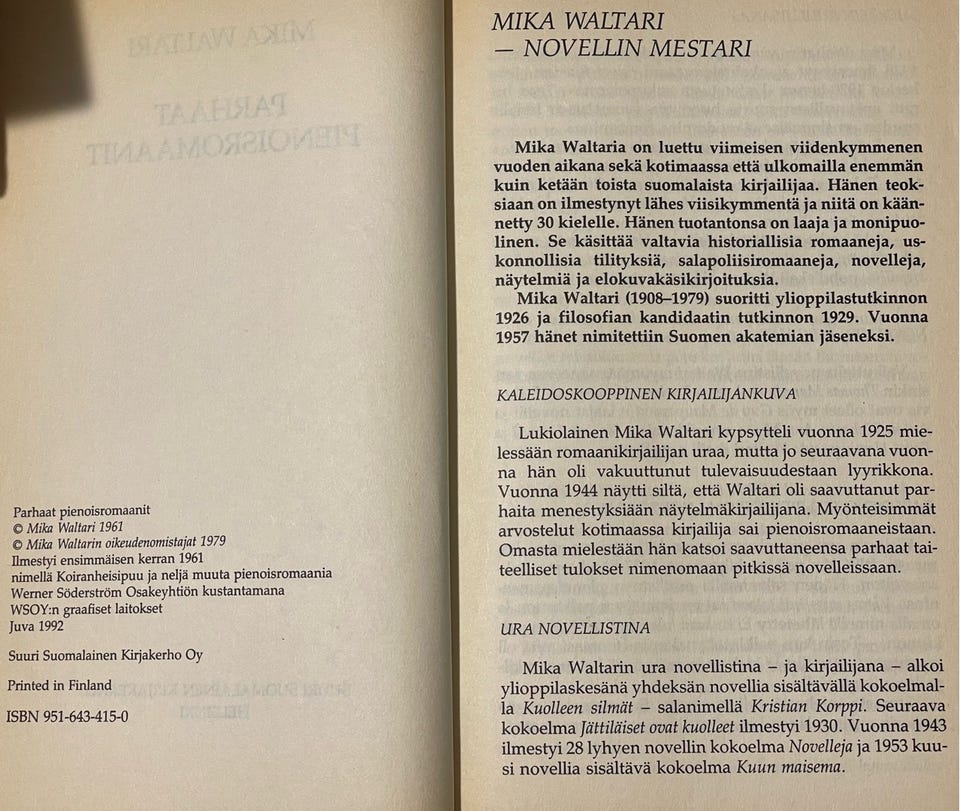 Parhaat pienoisromaanit
© Mika Waltari 1961
© Mika Waltarin oikeudenomistajat 1979
Ilmestyi ensimmäisen kerran 1961
nimellä Koiranheisipuu ja neljä muuta pienoisromaania
Werner Söderström Osakeyhtiön kustantamana
WSOY:n graafiset laitokset
Juva 1992
Suuri Suomalainen Kirjakerho Oy
Printed in Finland
ISBN 951-643-415-0
MIKA WALTARI
— NOVELLIN MESTARI
Mika Waltaria on luettu viimeisen viidenkymmenen
vuoden aikana sekä kotimaassa että ulkomailla enemmän
kuin ketään toista suomalaista kirjailijaa. Hänen teok-
siaan on ilmestynyt lähes viisikymmentä ja niitä on kään-
netty 30 kielelle. Hänen tuotantonsa on laaja ja monipuo-
linen. Se käsittää valtavia historiallisia romaaneja, us-
konnollisia tilityksiä, salapoliisiromaaneja, novelleja,
näytelmiä ja elokuvakäsikirjoituksia.
Mika Waltari (1908–1979) suoritti ylioppilastutkinnon
1926 ja filosofian kandidaatin tutkinnon 1929. Vuonna
1957 hänet nimitettiin Suomen akatemian jäseneksi.
KALEIDOSKOOPPINEN KIRJAILIJANKUVA
Lukiolainen Mika Waltari kypsytteli vuonna 1925 mie-
lessään romaanikirjailijan uraa, mutta jo seuraavana vuon-
na hän oli vakuuttunut tulevaisuudestaan lyyrikkona.
Vuonna 1944 näytti siltä, että Waltari oli saavuttanut par-
haita menestyksiään näytelmäkirjailijana. Myönteisimmät
arvostelut kotimaassa kirjailija sai pienoisromaaneistaan.
Omasta mielestään hän katsoi saavuttaneensa parhaat tai-
teelliset tulokset nimenomaan pitkissä novelleissaan.
URA NOVELLISTINA
Mika Waltarin ura novellistina – ja kirjailijana – alkoi
ylioppilaskesänä yhdeksän novellia sisältävällä kokoelmal-
la Kuolleen silmät – salanimellä Kristian Korppi. Seuraava
kokoelma Jättiläiset ovat kuolleet ilmestyi 1930. Vuonna 1943
ilmestyi 28 lyhyen novellin kokoelma Novelleja ja 1953 kuu-
si novellia sisältävä kokoelma Kuun maisema.